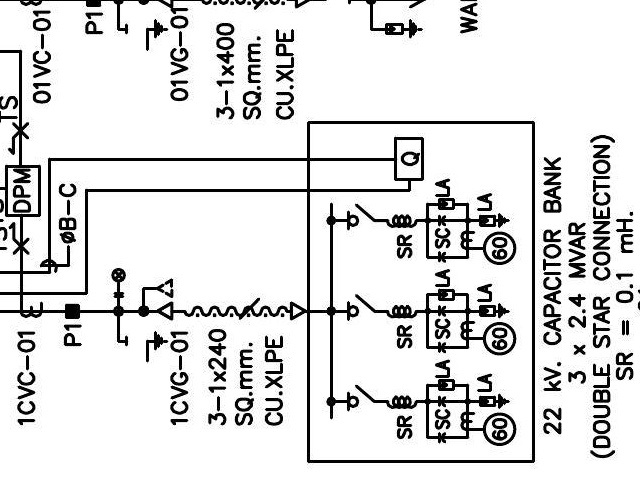 P1
01VC-01
01VG-01
3-1x400
SQ.mm.
CU.XLPE
TS
DPM
øB-C
Q
1CVC-01
P1
1CVG-01
3-1x240
SQ.mm.
CU.XLPE
SR
SC
LA
LA
60
SR
SC
LA
LA
60
SR
SC
LA
LA
60
22 kV. CAPACITOR BANK
3 x 2.4 MVAR
(DOUBLE STAR CONNECTION)
SR = 0.1 mH.